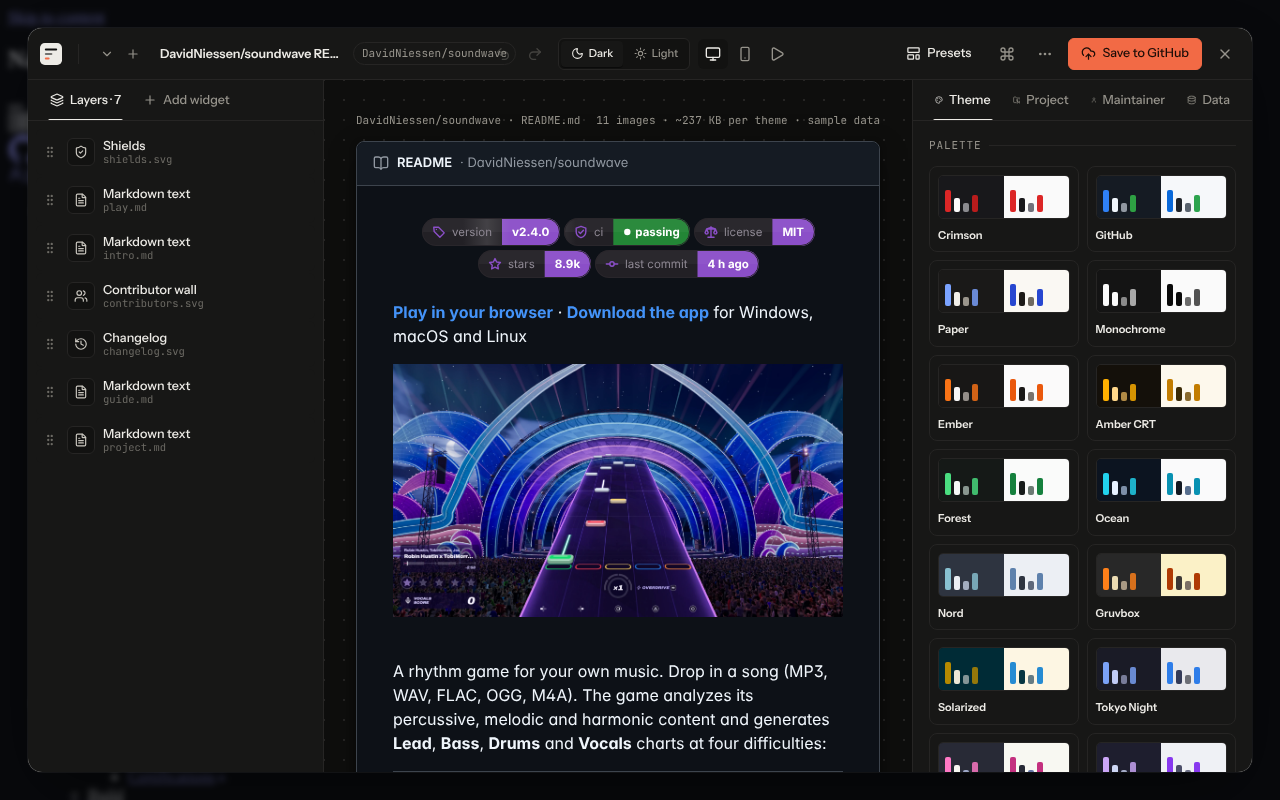 DavidNiessen/soundwave RE...
DavidNiessen/soundwave
Dark
Light
Presets
Save to GitHub
Layers · 7
Add widget
Shields
shields.svg
Markdown text
play.md
Markdown text
intro.md
Contributor wall
contributors.svg
Changelog
changelog.svg
Markdown text
guide.md
Markdown text
project.md
DavidNiessen/soundwave · README.md
11 images · ~237 KB per theme · sample data
README · DavidNiessen/soundwave
version v2.4.0
ci passing
license MIT
stars 8.9k
last commit 4 h ago
Play in your browser · Download the app for Windows,
macOS and Linux
x1
OVERDRIVE
VOCALS
SCORE
0
A rhythm game for your own music. Drop in a song (MP3,
WAV, FLAC, OGG, M4A). The game analyzes its
percussive, melodic and harmonic content and generates
Lead, Bass, Drums and Vocals charts at four difficulties:
Theme
Project
Maintainer
Data
PALETTE
Crimson
GitHub
Paper
Monochrome
Ember
Amber CRT
Forest
Ocean
Nord
Gruvbox
Solarized
Tokyo Night